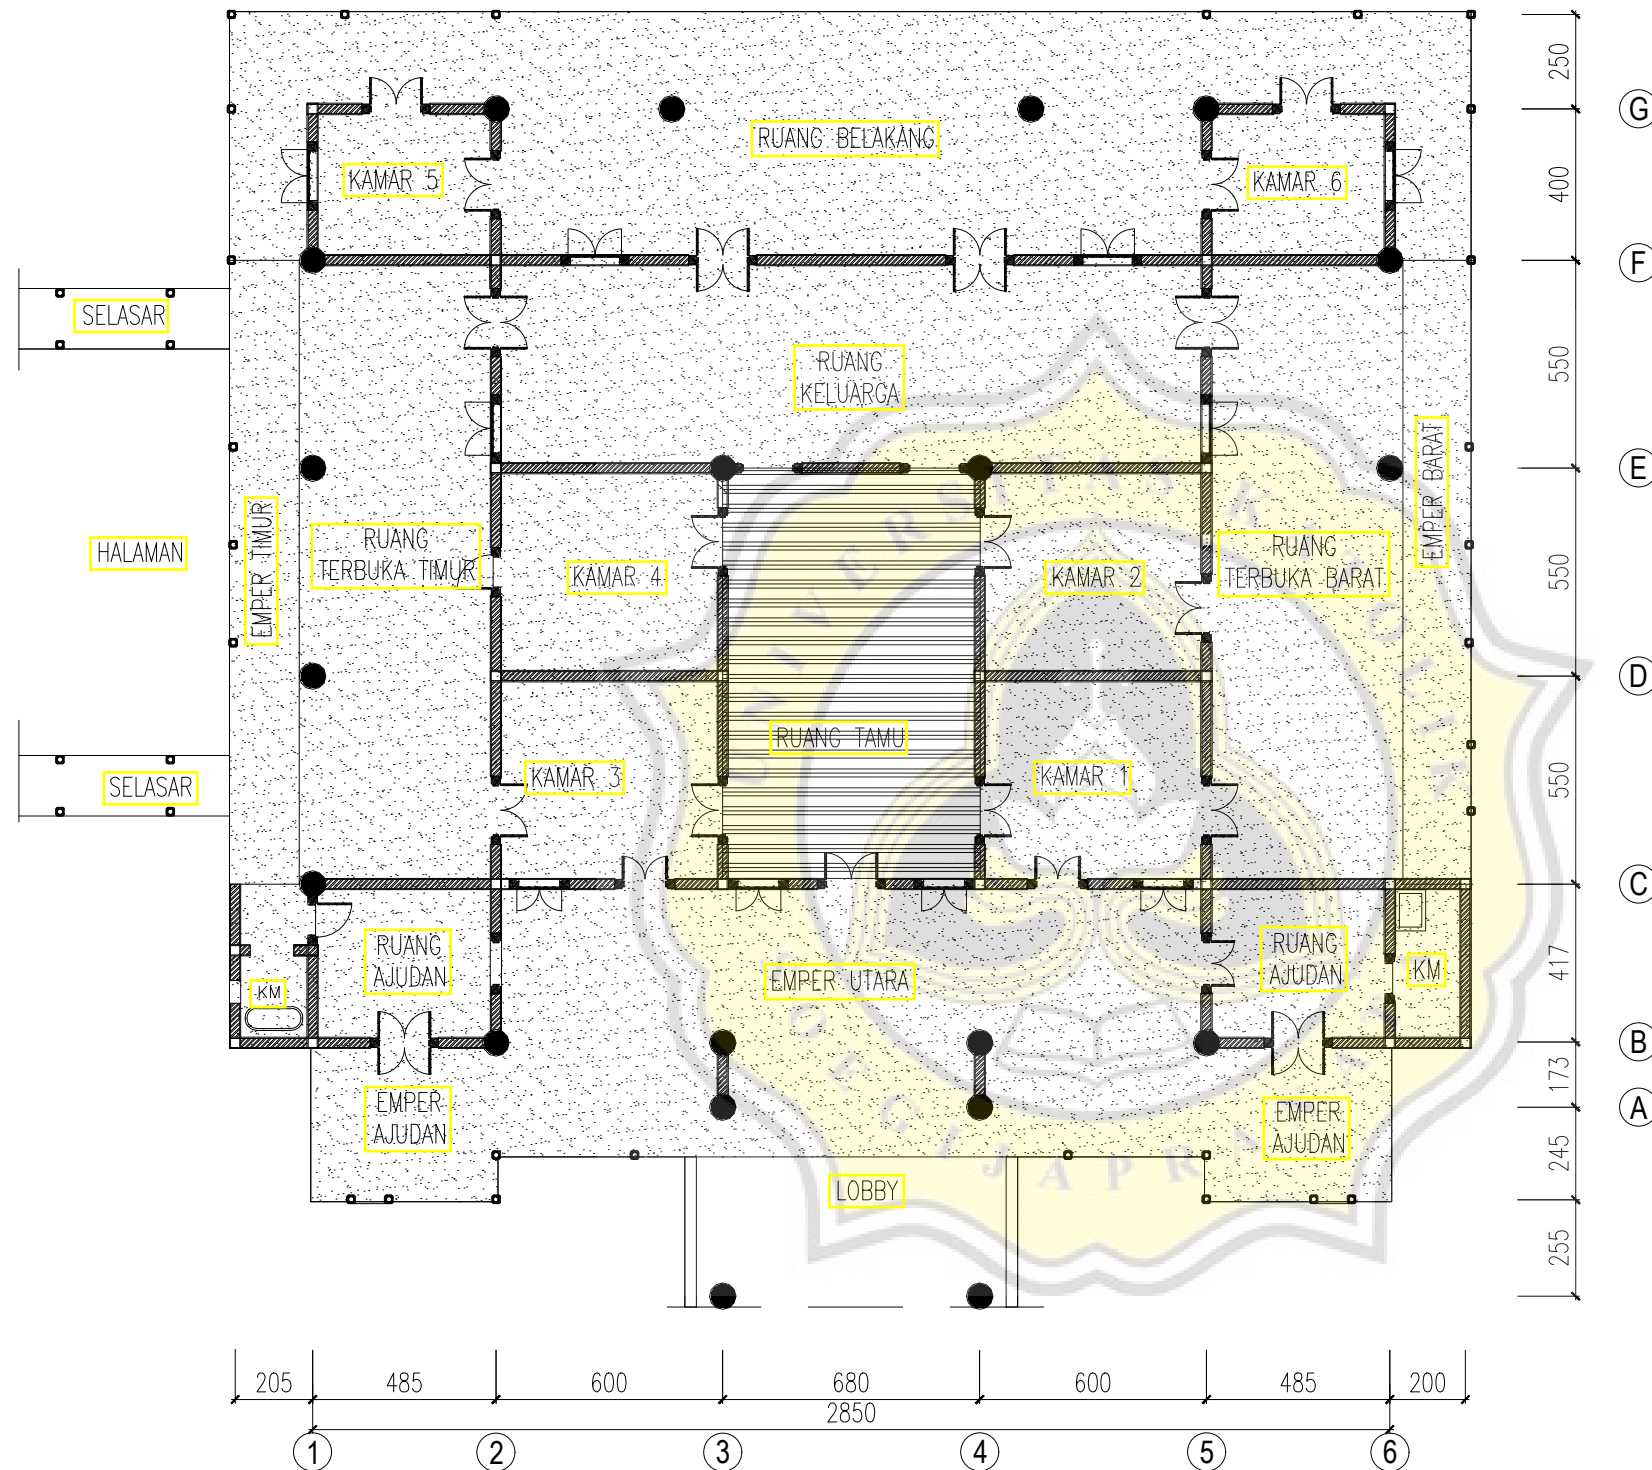 250
G
RUANG BELAKANG
KAMAR 5
KAMAR 6
400
F
SELASAR
550
RUANG
KELUARGA
E
EMPER BARAT
EMPER TIMUR
HALAMAN
RUANG
TERBUKA TIMUR
KAMAR 4
KAMAR 2
RUANG
TERBUKA BARAT
550
D
RUANG TAMU
KAMAR 3
KAMAR 1
SELASAR
550
C
RUANG
AJUDAN
KM
EMPER UTARA
RUANG
AJUDAN
KM
417
B
173
A
EMPER
AJUDAN
EMPER
AJUDAN
245
LOBBY
255
205 485 600 680 600 485 200
2850
1 2 3 4 5 6
UNIVERSITAS KATOLIK
SOEGIJAPRANATA